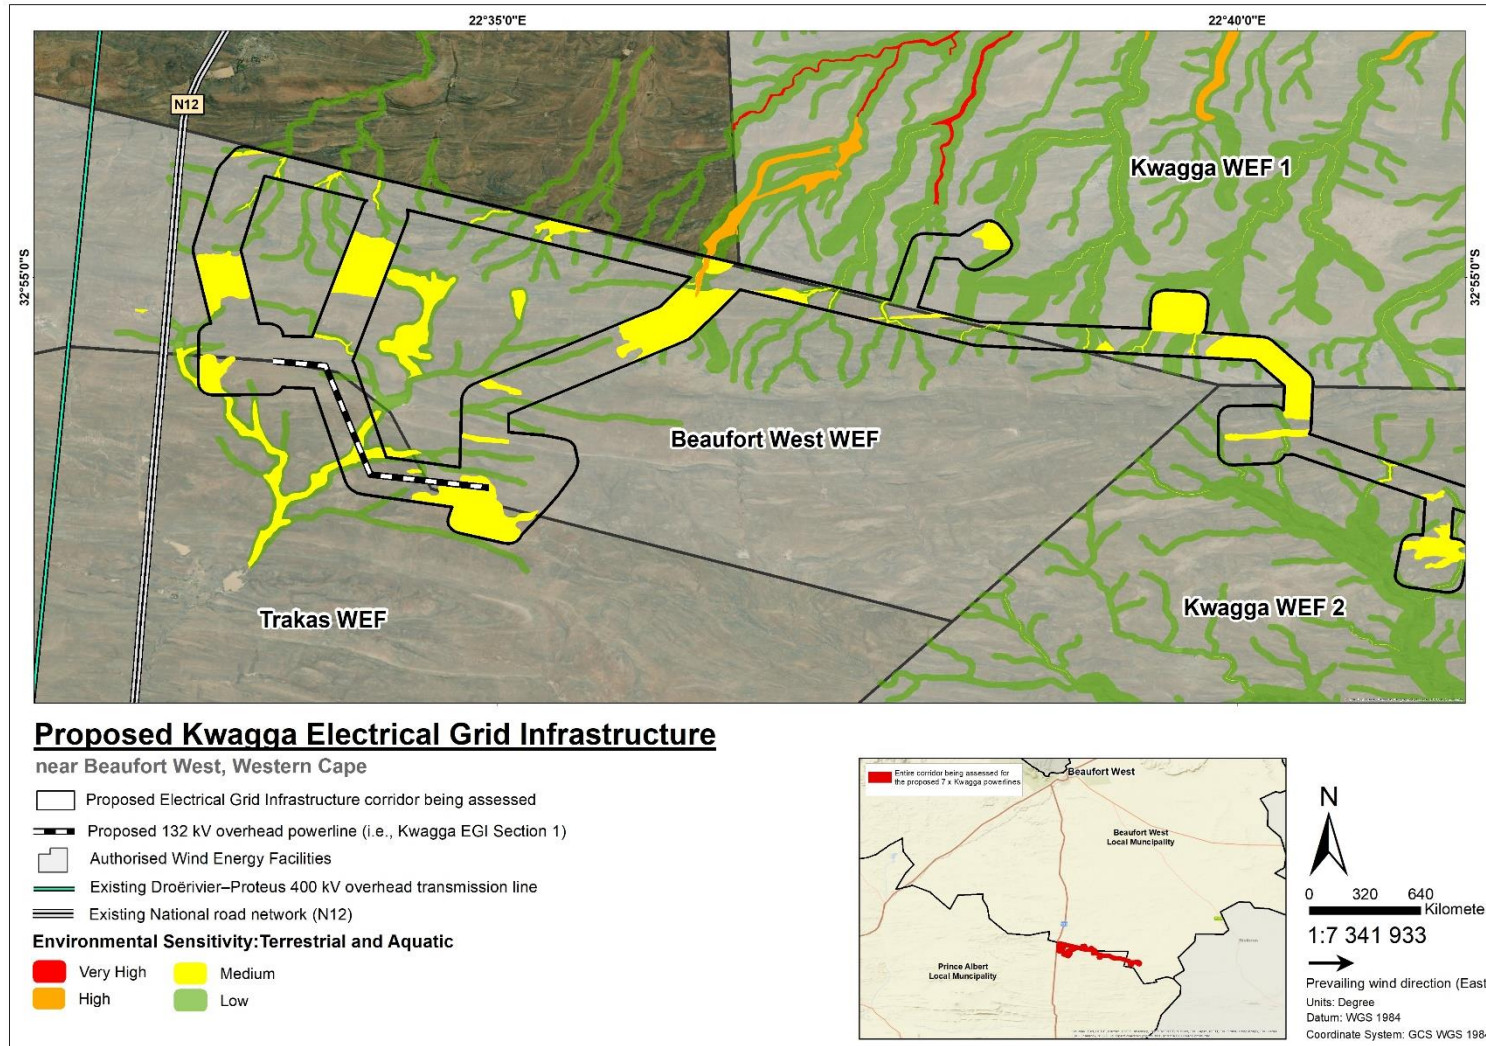 22°35'0"E
22°40'0"E
N12
Kwagga WEF 1
32°55'0"S
32°55'0"S
Beaufort West WEF
Trakas WEF
Kwagga WEF 2
Proposed Kwagga Electrical Grid Infrastructure
near Beaufort West, Western Cape
Proposed Electrical Grid Infrastructure corridor being assessed
Proposed 132 kV overhead powerline (i.e., Kwagga EGI Section 1)
Authorised Wind Energy Facilities
Existing Droërivier–Proteus 400 kV overhead transmission line
Existing National road network (N12)
Environmental Sensitivity:Terrestrial and Aquatic
Very High
Medium
High
Low
Entire corridor being assessed for
the proposed 7 x Kwagga powerlines
Beaufort West
Beaufort West
Local Muncipality
Prince Albert
Local Muncipality
N
0 320 640
Kilomete
1:7 341 933
Prevailing wind direction (East
Units: Degree
Datum: WGS 1984
Coordinate System: GCS WGS 1984